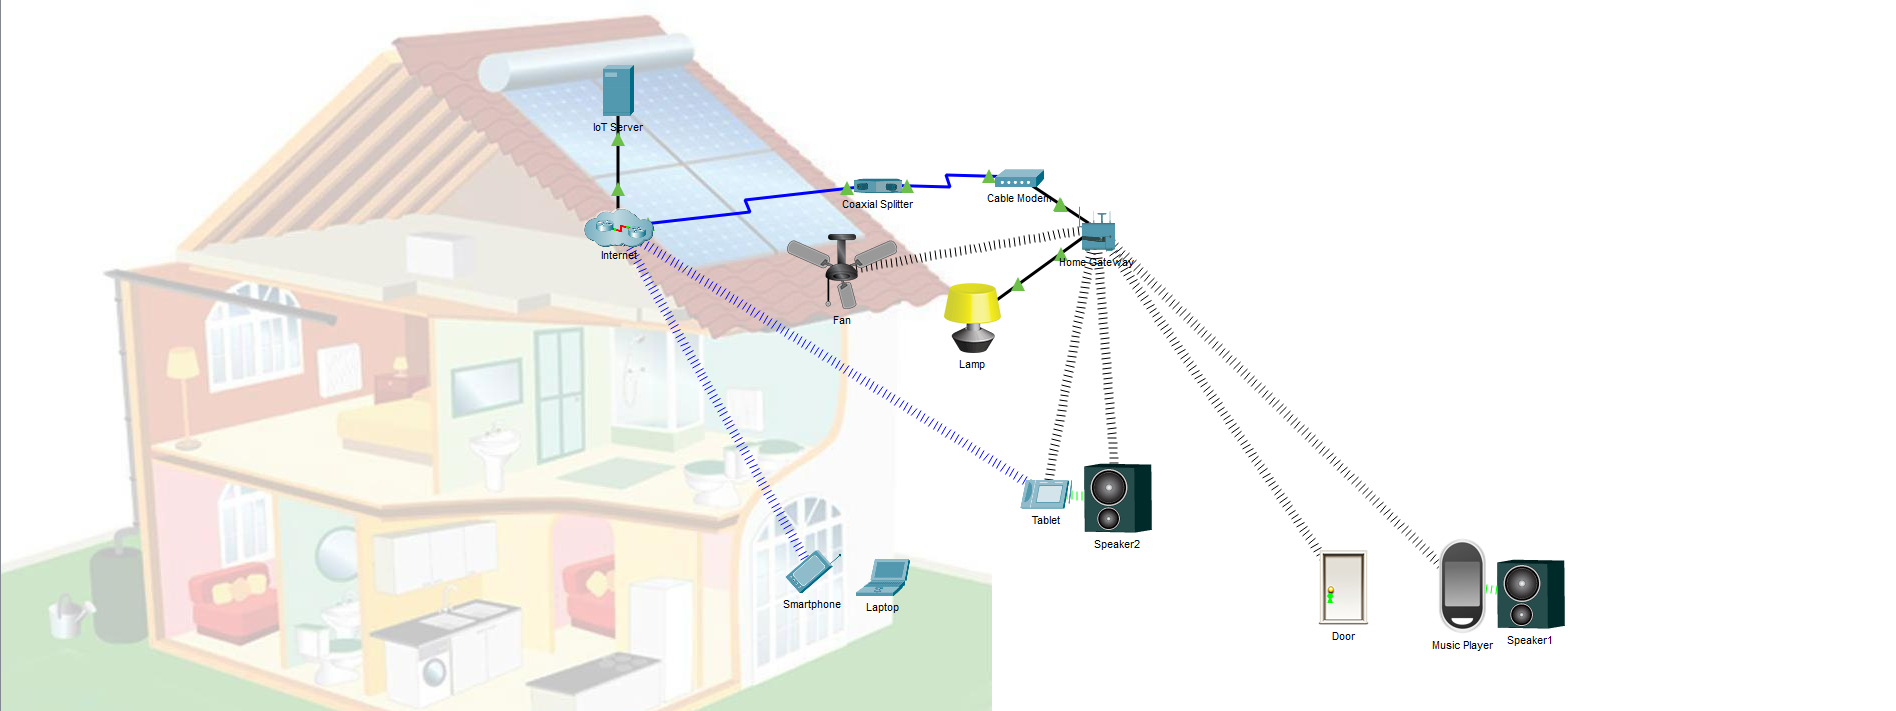 IoT Server
Coaxial Splitter
Cable Modem
Internet
Home Gateway
Fan
Lamp
Tablet
Speaker2
Smartphone
Laptop
Door
Music Player
Speaker1